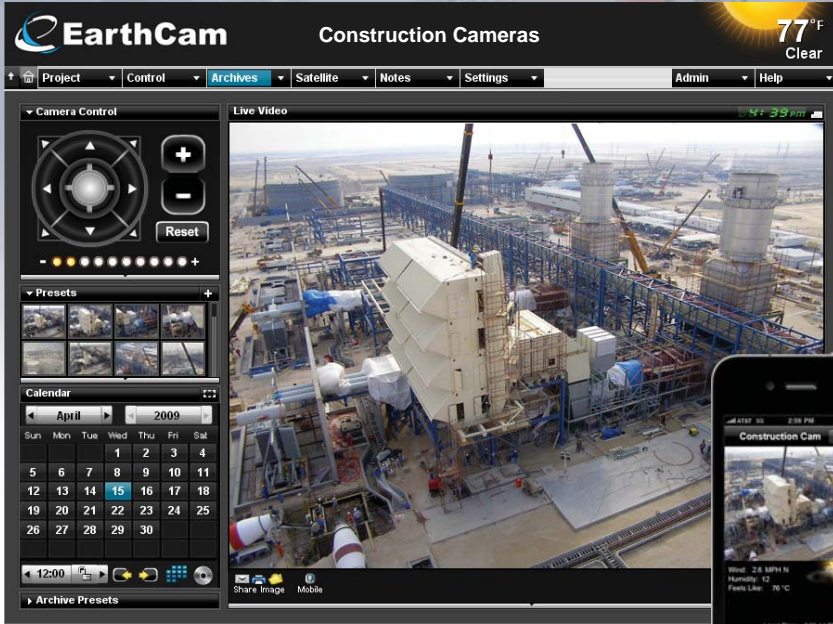 EarthCam
Construction Cameras
77°F
Clear
Project
Control
Archives
Satellite
Notes
Settings
Admin
Help
Camera Control
+
-
Reset
- +
Presets +
Live Video
4:39 PM
Calendar
April 2009
Sun Mon Tue Wed Thu Fri Sat
1 2 3 4
5 6 7 8 9 10 11
12 13 14 15 16 17 18
19 20 21 22 23 24 25
26 27 28 29 30
12:00
Archive Presets
Share Image
Mobile
AT&T 3G 2:59 PM
Construction Cam
Wind: 2.6 MPH N
Humidity: 12
Feels Like: 76 °C